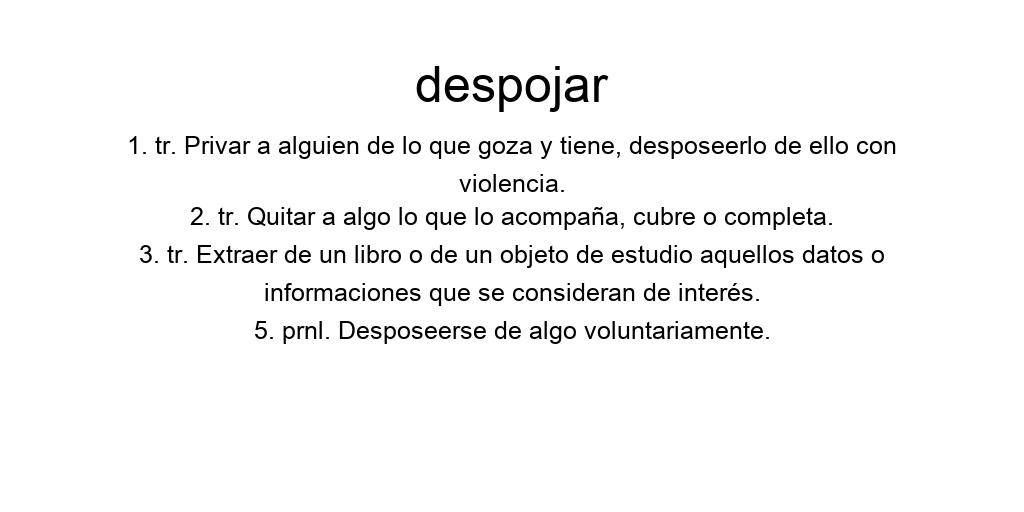 despojar
1. tr. Privar a alguien de lo que goza y tiene, desposeerlo de ello con
violencia.
2. tr. Quitar a algo lo que lo acompaña, cubre o completa.
3. tr. Extraer de un libro o de un objeto de estudio aquellos datos o
informaciones que se consideran de interés.
5. prnl. Desposeerse de algo voluntariamente.